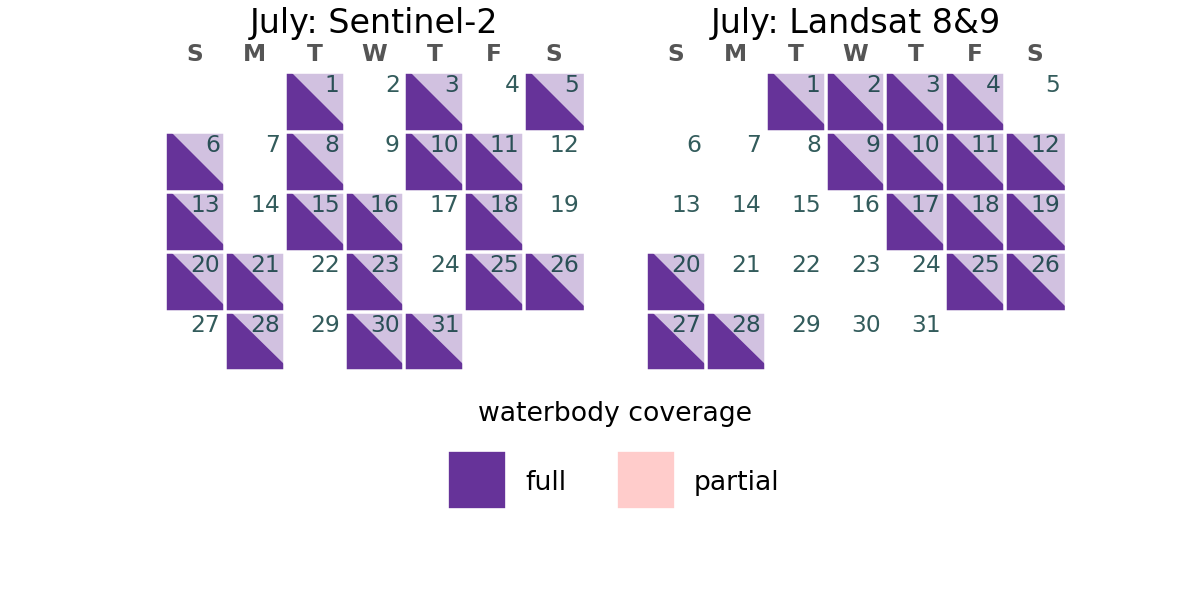 July: Sentinel-2
S M T W T F S
1 2 3 4 5
6 7 8 9 10 11 12
13 14 15 16 17 18 19
20 21 22 23 24 25 26
27 28 29 30 31
July: Landsat 8&9
S M T W T F S
1 2 3 4 5
6 7 8 9 10 11 12
13 14 15 16 17 18 19
20 21 22 23 24 25 26
27 28 29 30 31
waterbody coverage
full partial